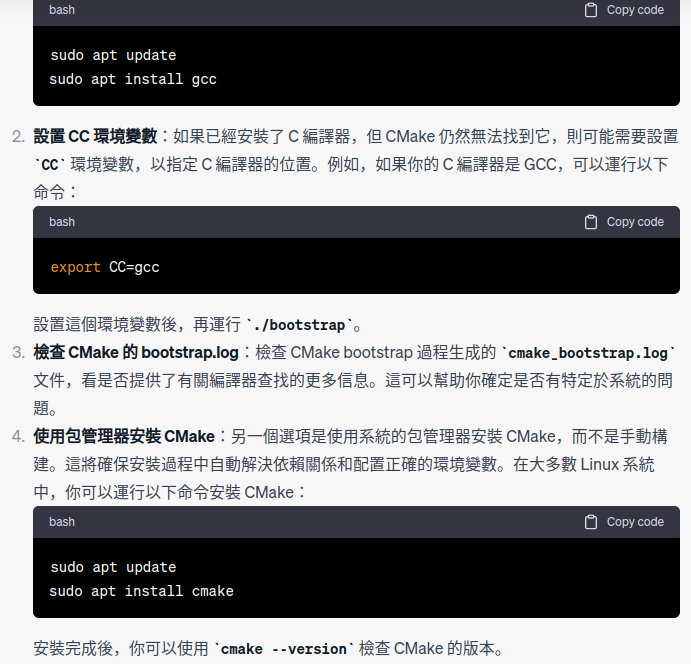 bash Copy code
sudo apt update
sudo apt install gcc
2. 設置 CC 環境變數：如果已經安裝了 C 編譯器，但 CMake 仍然無法找到它，則可能需要設置
`CC` 環境變數，以指定 C 編譯器的位置。例如，如果你的 C 編譯器是 GCC，可以運行以下
命令：
bash Copy code
export CC=gcc
設置這個環境變數後，再運行 `./bootstrap`。
3. 檢查 CMake 的 bootstrap.log：檢查 CMake bootstrap 過程生成的 `cmake_bootstrap.log`
文件，看是否提供了有關編譯器查找的更多信息。這可以幫助你確定是否有特定於系統的問
題。
4. 使用包管理器安裝 CMake：另一個選項是使用系統的包管理器安裝 CMake，而不是手動構
建。這將確保安裝過程中自動解決依賴關係和配置正確的環境變數。在大多數 Linux 系統
中，你可以運行以下命令安裝 CMake：
bash Copy code
sudo apt update
sudo apt install cmake
安裝完成後，你可以使用 `cmake --version` 檢查 CMake 的版本。